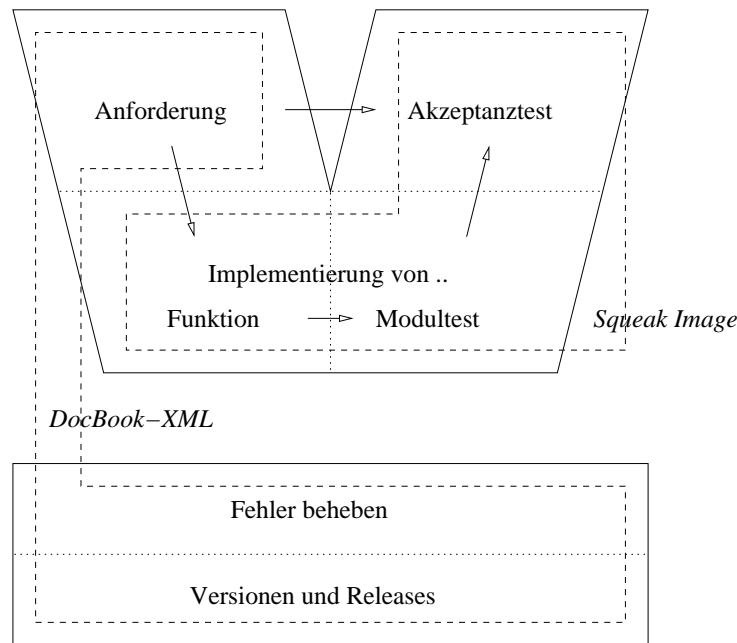 Anforderung
Akzeptanztest
Implementierung von ..
Funktion
Modultest
Squeak Image
DocBook−XML
Fehler beheben
Versionen und Releases